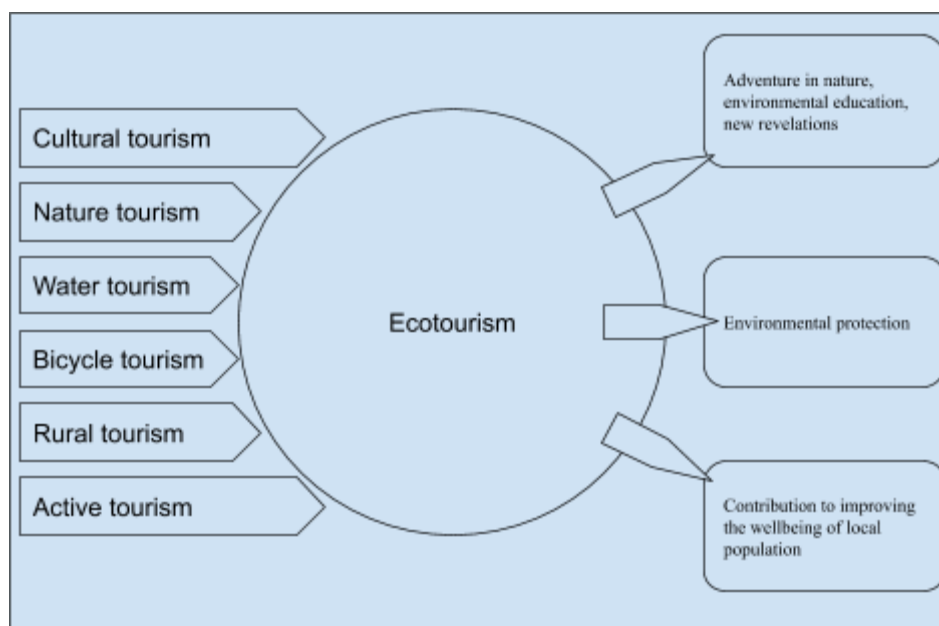 Cultural tourism
Nature tourism
Water tourism
Bicycle tourism
Rural tourism
Active tourism
Ecotourism
Adventure in nature,
environmental education,
new revelations
Environmental protection
Contribution to improving
the wellbeing of local
population